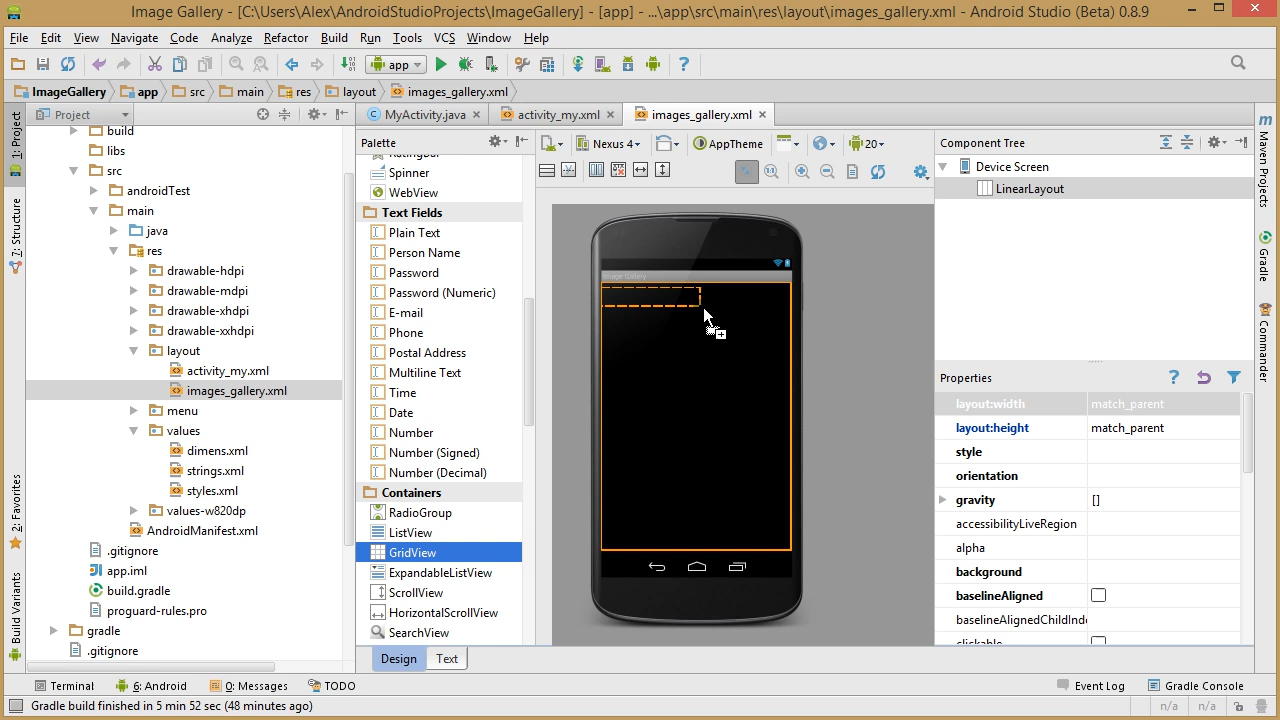 Image Gallery - [C:\Users\Alex\AndroidStudioProjects\ImageGallery] - [app] - ...\app\src\main\res\layout\images_gallery.xml - Android Studio (Beta) 0.8.9
File Edit View Navigate Code Analyze Refactor Build Run Tools VCS Window Help
app
ImageGallery app src main res layout images_gallery.xml
1: Project
7: Structure
2: Favorites
Build Variants
Project
build
libs
src
androidTest
main
java
res
drawable-hdpi
drawable-mdpi
drawable-xhdpi
drawable-xxhdpi
layout
activity_my.xml
images_gallery.xml
menu
values
dimens.xml
strings.xml
styles.xml
values-w820dp
AndroidManifest.xml
.gitignore
app.iml
build.gradle
proguard-rules.pro
gradle
.gitignore
MyActivity.java activity_my.xml images_gallery.xml
Palette
RatingBar
Spinner
WebView
Text Fields
Plain Text
Person Name
Password
Password (Numeric)
E-mail
Phone
Postal Address
Multiline Text
Time
Date
Number
Number (Signed)
Number (Decimal)
Containers
RadioGroup
ListView
GridView
ExpandableListView
ScrollView
HorizontalScrollView
SearchView
Nexus 4 AppTheme 20
1:1
Image Gallery
Design Text
Component Tree
Device Screen
LinearLayout
Properties
layout:width match_parent
layout:height match_parent
style
orientation
gravity []
accessibilityLiveRegion
alpha
background
baselineAligned
baselineAlignedChildInde
clickable
m Maven Projects
Gradle
Commander
Terminal 6: Android 0: Messages TODO Event Log Gradle Console
Gradle build finished in 5 min 52 sec (48 minutes ago) n/a n/a